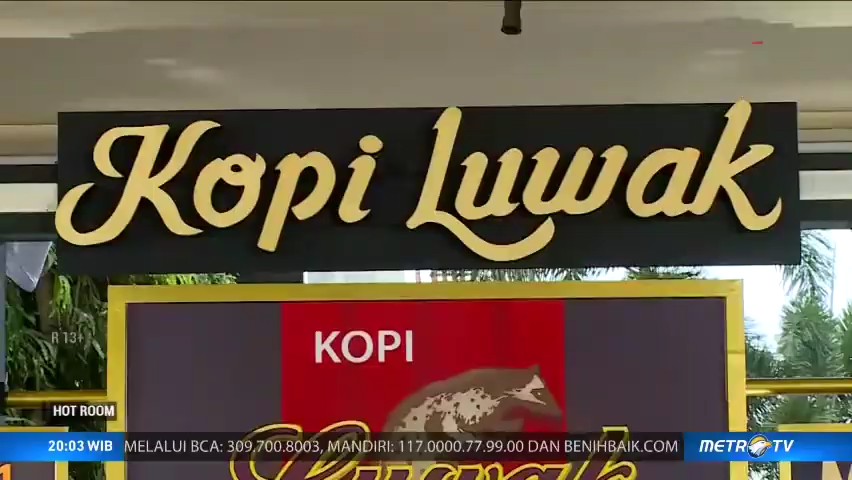 Kopi Luwak
KOPI
Luwak
R 13+
HOT ROOM
20:03 WIB MELALUI BCA: 309.700.8003, MANDIRI: 117.0000.77.99.00 DAN BENIHBAIK.COM METRO TV